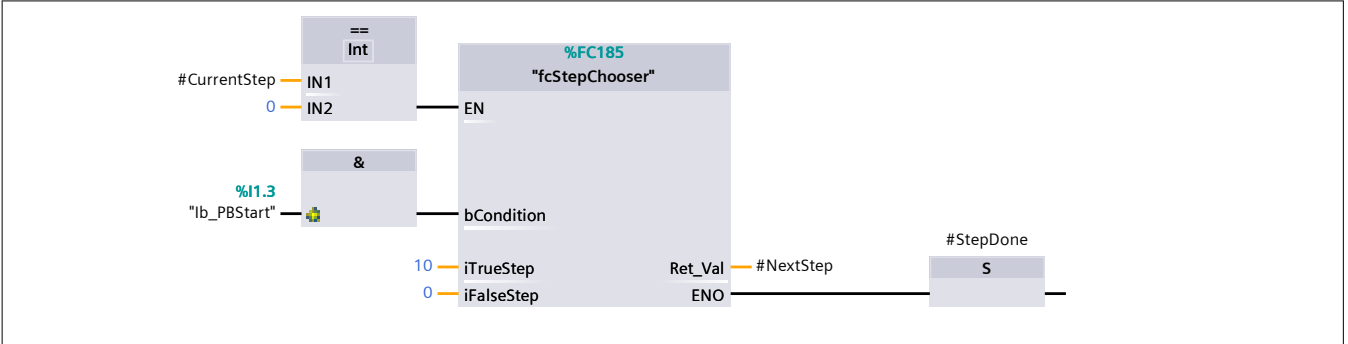 ==
Int
#CurrentStep
IN1
0
IN2
%FC185
"fcStepChooser"
EN
&
%I1.3
"Ib_PBStart"
bCondition
10
iTrueStep
Ret_Val
#NextStep
0
iFalseStep
ENO
#StepDone
S